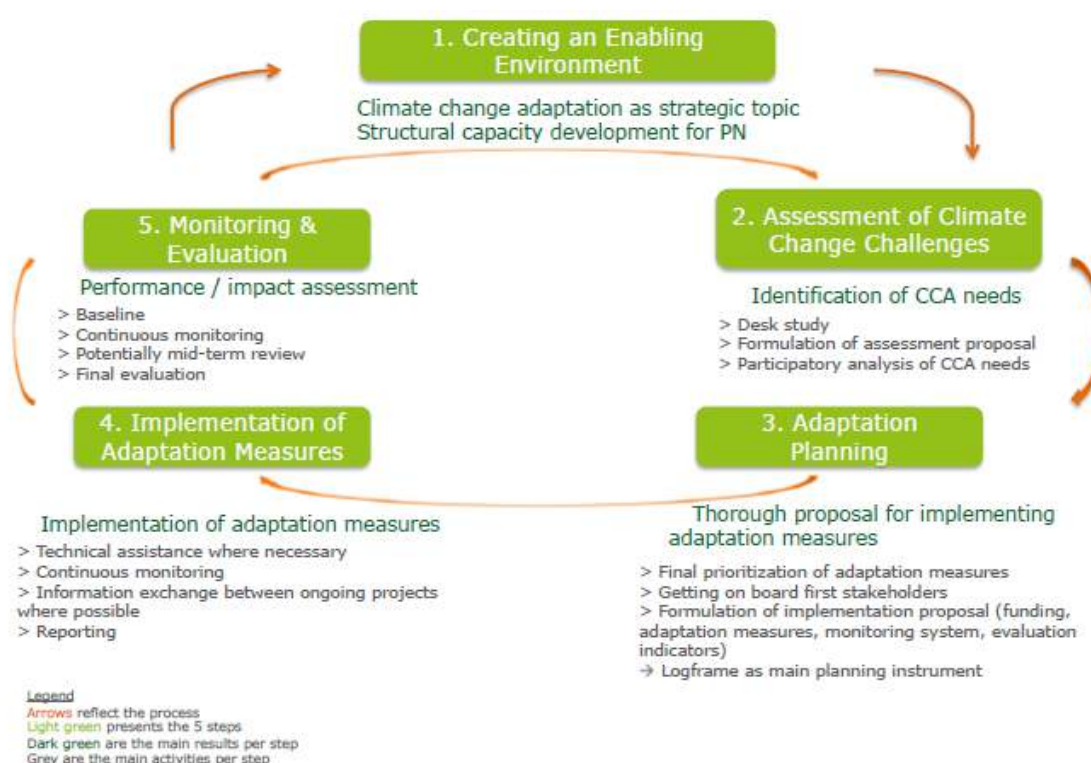 1. Creating an Enabling
Environment
Climate change adaptation as strategic topic
Structural capacity development for PN
5. Monitoring &
Evaluation
Performance / impact assessment
> Baseline
> Continuous monitoring
> Potentially mid-term review
> Final evaluation
2. Assessment of Climate
Change Challenges
Identification of CCA needs
> Desk study
> Formulation of assessment proposal
> Participatory analysis of CCA needs
4. Implementation of
Adaptation Measures
Implementation of adaptation measures
> Technical assistance where necessary
> Continuous monitoring
> Information exchange between ongoing projects
where possible
> Reporting
3. Adaptation
Planning
Thorough proposal for implementing
adaptation measures
> Final prioritization of adaptation measures
> Getting on board first stakeholders
> Formulation of implementation proposal (funding,
adaptation measures, monitoring system, evaluation
indicators)
→ Logframe as main planning instrument
Legend
Arrows reflect the process
Light green presents the 5 steps
Dark green are the main results per step
Grey are the main activities per step